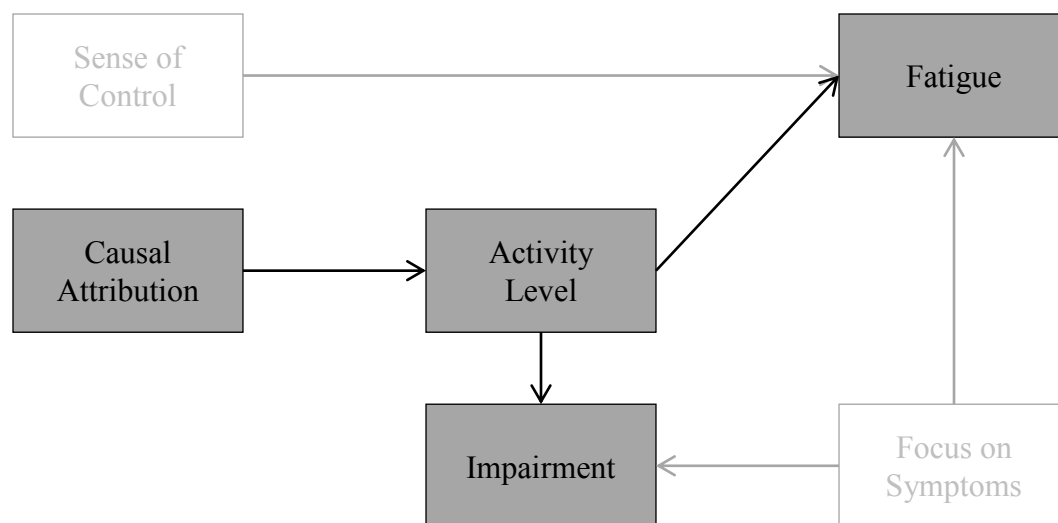 Sense of
Control
Fatigue
Causal
Attribution
Activity
Level
Impairment
Focus on
Symptoms